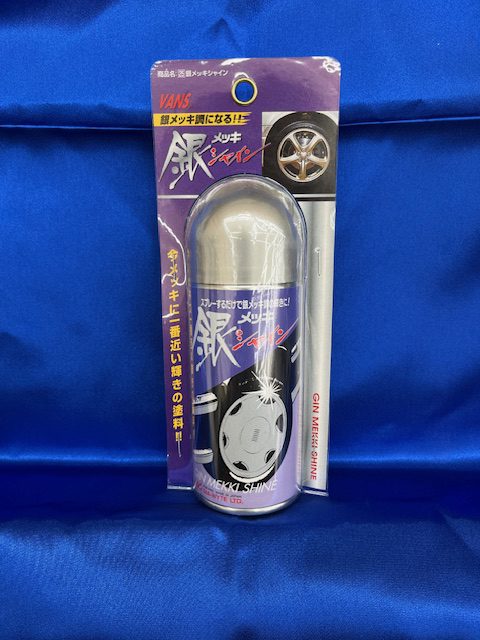 商品名:銀メッキシャイン
VANS
銀メッキ調になる!!
銀メッキシャイン
今メッキに一番近い輝きの塗料!!
GIN MEKKI SHINE
スプレーするだけで銀メッキ調の輝きに!
銀メッキシャイン
MEKKI SHINE
LTD.